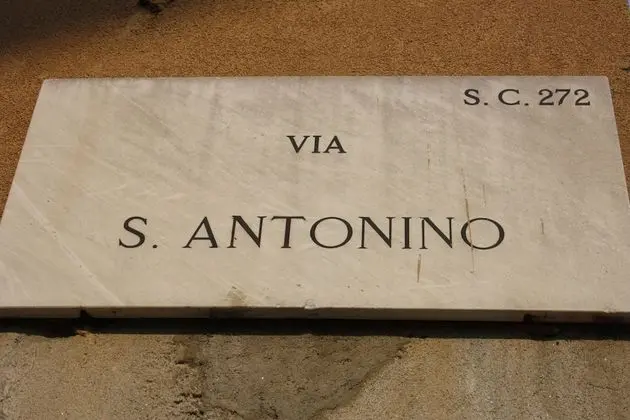 S. C. 272
VIA
S. ANTONINO